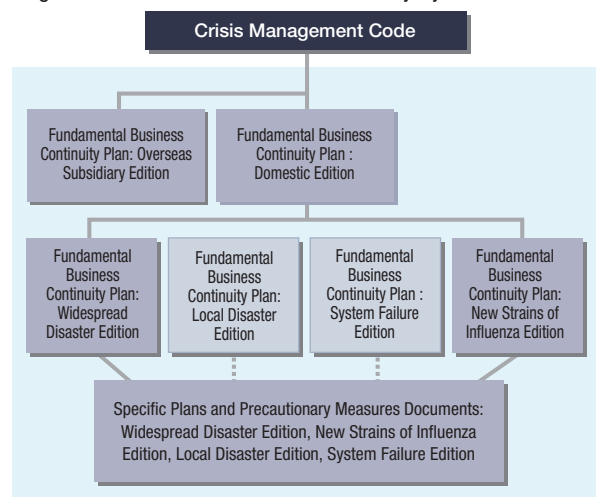 Crisis Management Code
Fundamental Business
Continuity Plan: Overseas
Subsidiary Edition
Fundamental Business
Continuity Plan :
Domestic Edition
Fundamental
Business
Continuity Plan:
Widespread
Disaster Edition
Fundamental
Business
Continuity Plan:
Local Disaster
Edition
Fundamental
Business
Continuity Plan :
System Failure
Edition
Fundamental
Business
Continuity Plan:
New Strains of
Influenza Edition
Specific Plans and Precautionary Measures Documents:
Widespread Disaster Edition, New Strains of Influenza
Edition, Local Disaster Edition, System Failure Edition